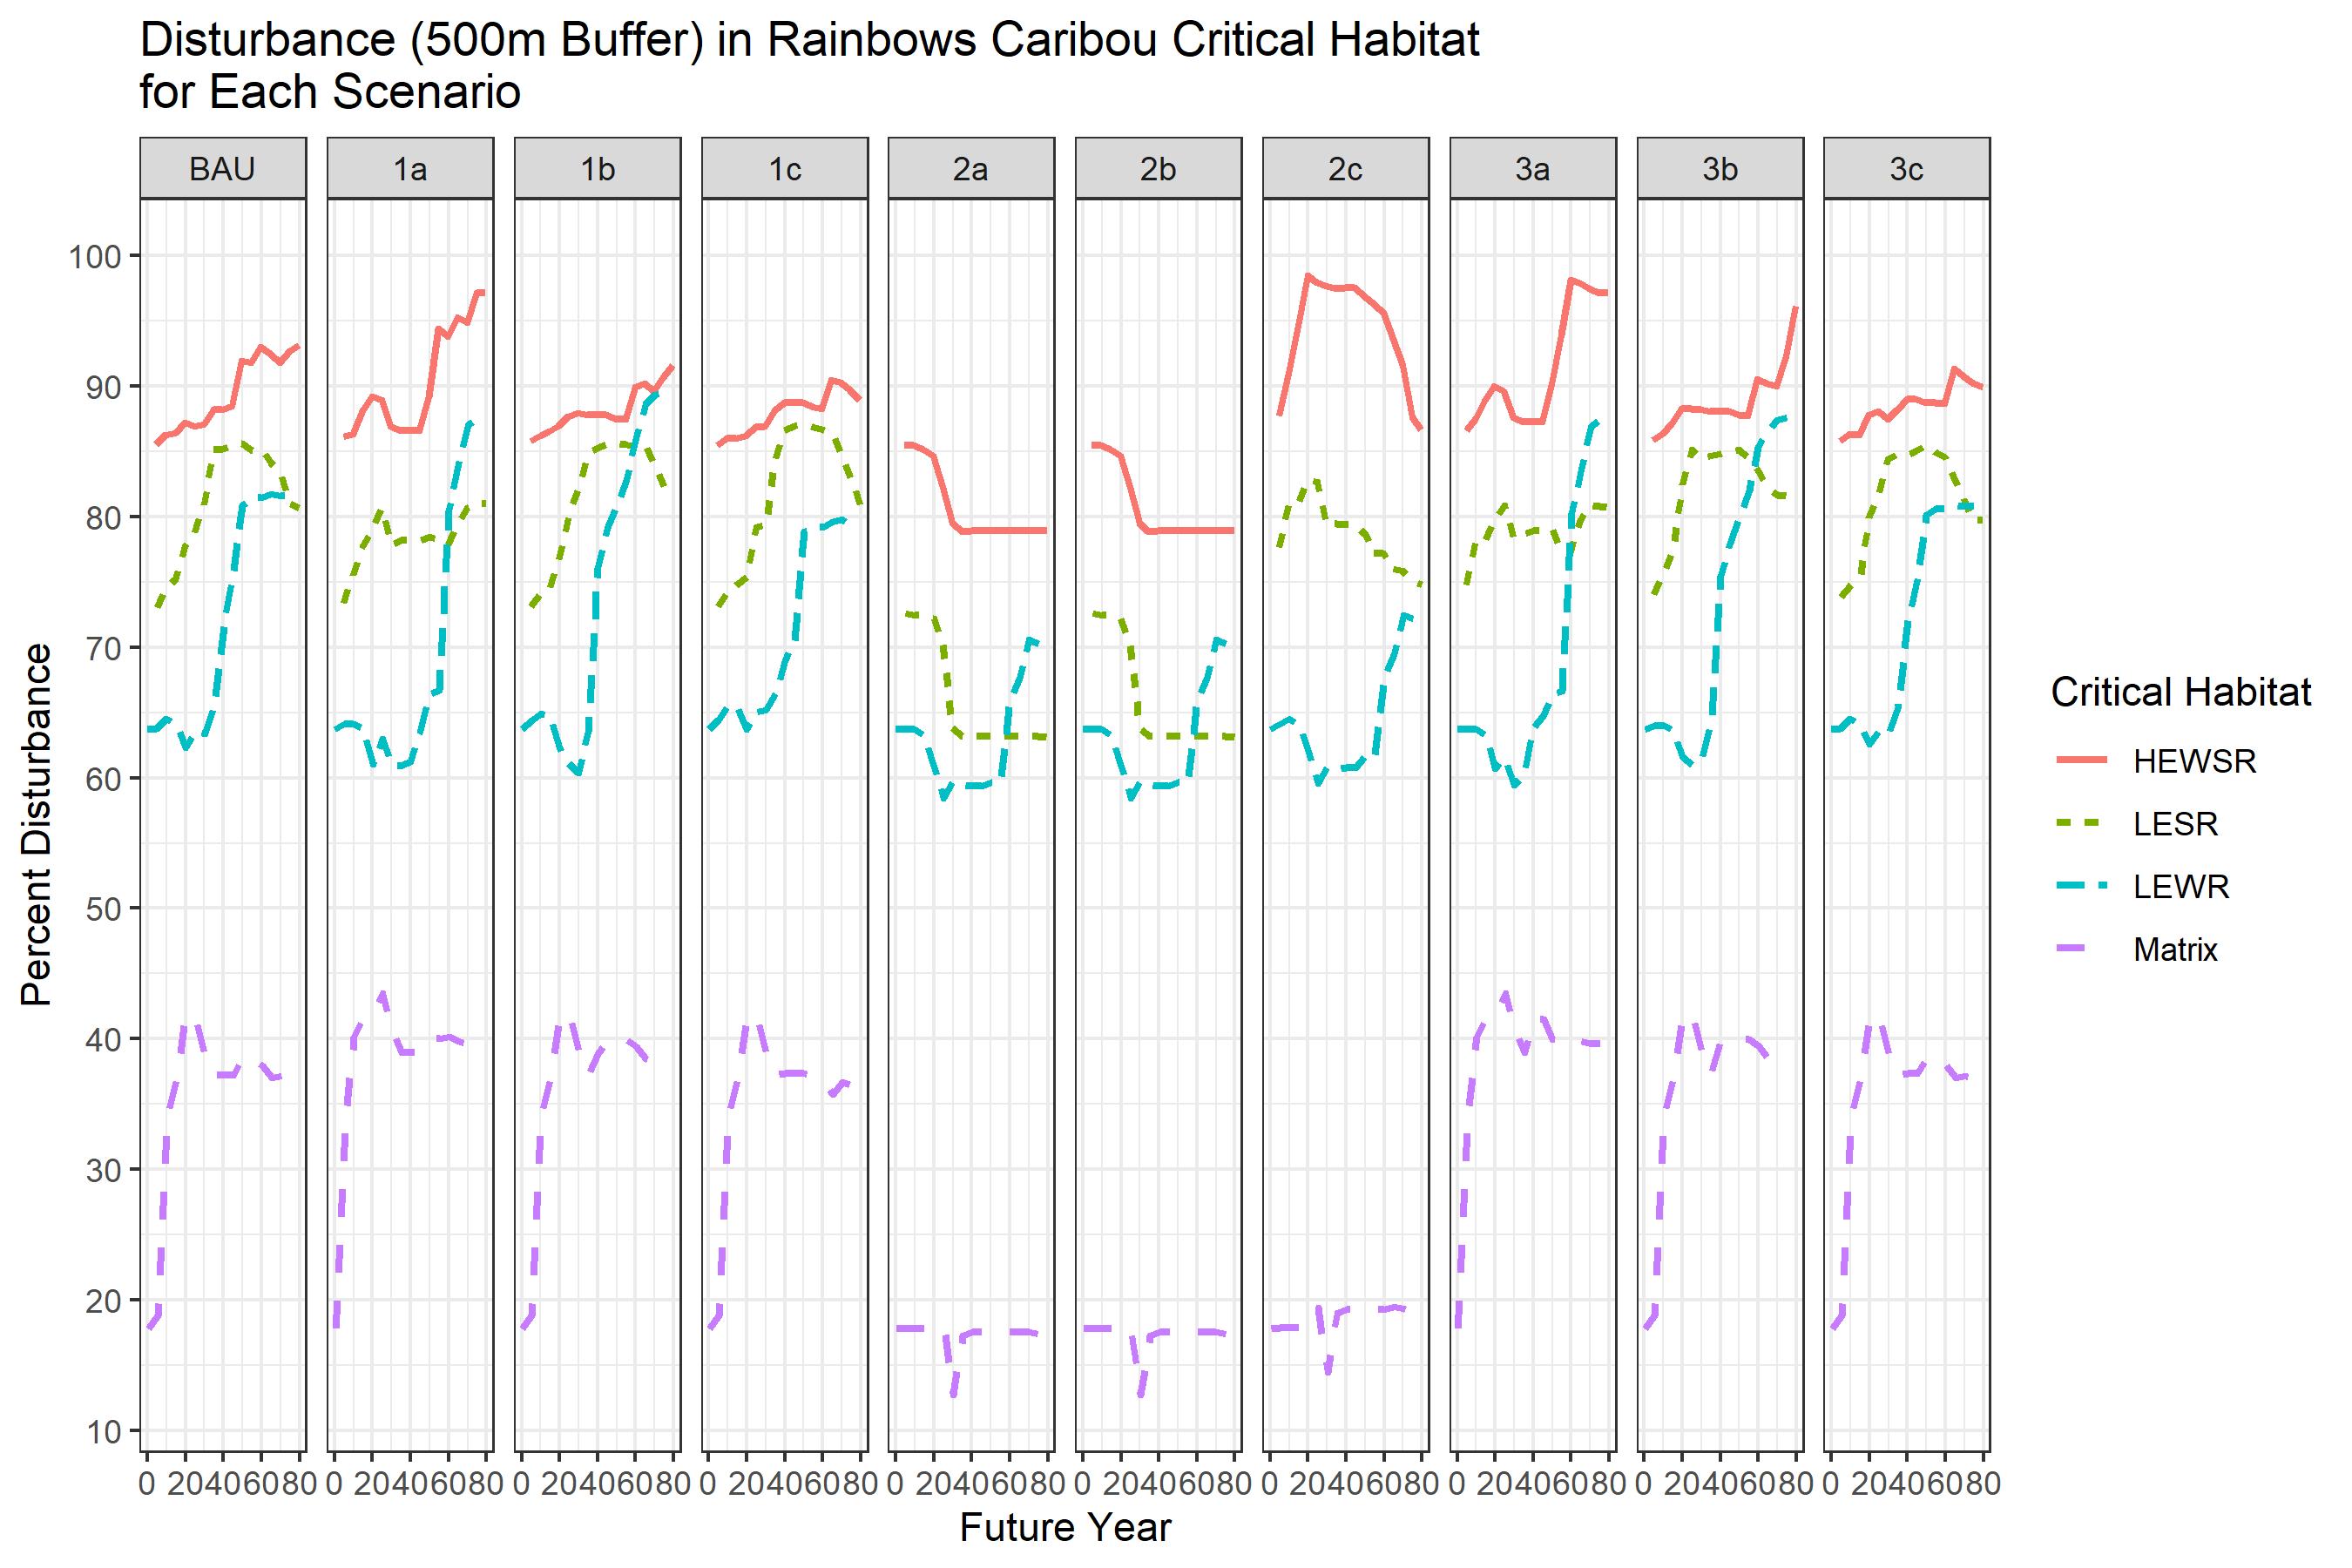 Disturbance (500m Buffer) in Rainbows Caribou Critical Habitat
for Each Scenario
BAU 1a 1b 1c 2a 2b 2c 3a 3b 3c
100
90
80
70
60
50
40
30
20
10
Percent Disturbance
0 20406080 0 20406080 0 20406080 0 20406080 0 20406080 0 20406080 0 20406080 0 20406080 0 20406080 0 20406080
Future Year
Critical Habitat
HEWSR
LESR
LEWR
Matrix